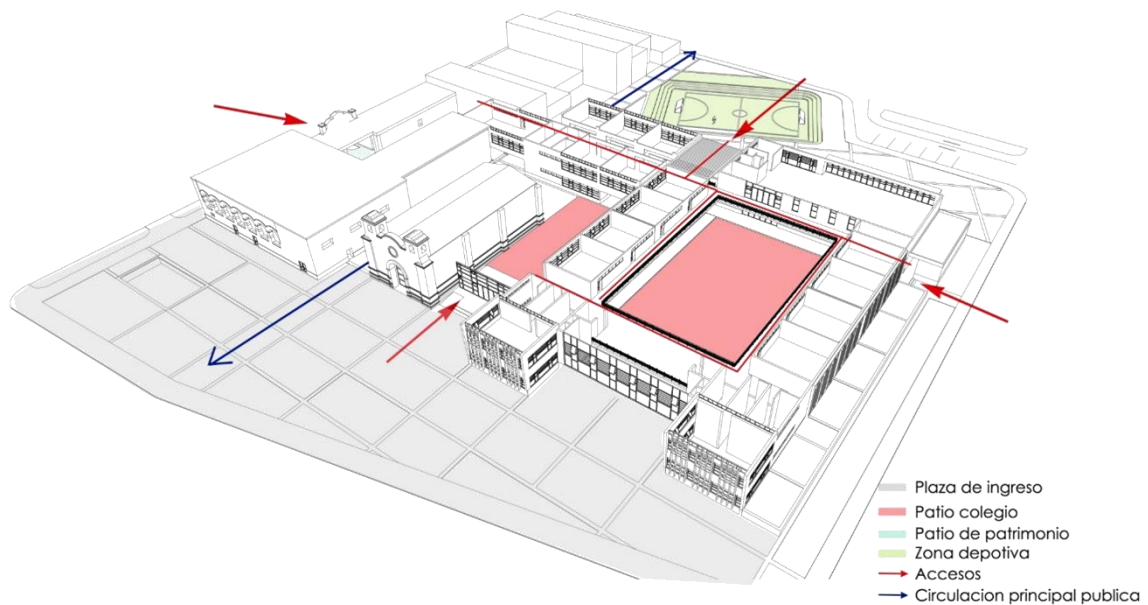 Plaza de ingreso
Patio colegio
Patio de patrimonio
Zona depotiva
Accesos
Circulacion principal publica